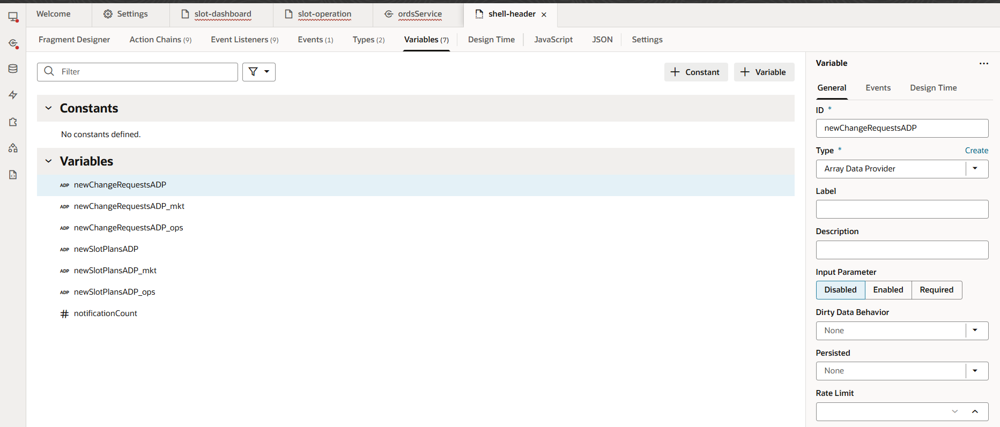 Welcome
Settings
slot-dashboard
slot-operation
ordsService
shell-header
Fragment Designer
Action Chains (9)
Event Listeners (9)
Events (1)
Types (2)
Variables (7)
Design Time
JavaScript
JSON
Settings
Filter
Constant
Variable
Constants
No constants defined.
Variables
ADP newChangeRequestsADP
ADP newChangeRequestsADP_mkt
ADP newChangeRequestsADP_ops
ADP newSlotPlansADP
ADP newSlotPlansADP_mkt
ADP newSlotPlansADP_ops
# notificationCount
Variable
General
Events
Design Time
ID *
newChangeRequestsADP
Type *
Create
Array Data Provider
Label
Description
Input Parameter
Disabled
Enabled
Required
Dirty Data Behavior
None
Persisted
None
Rate Limit